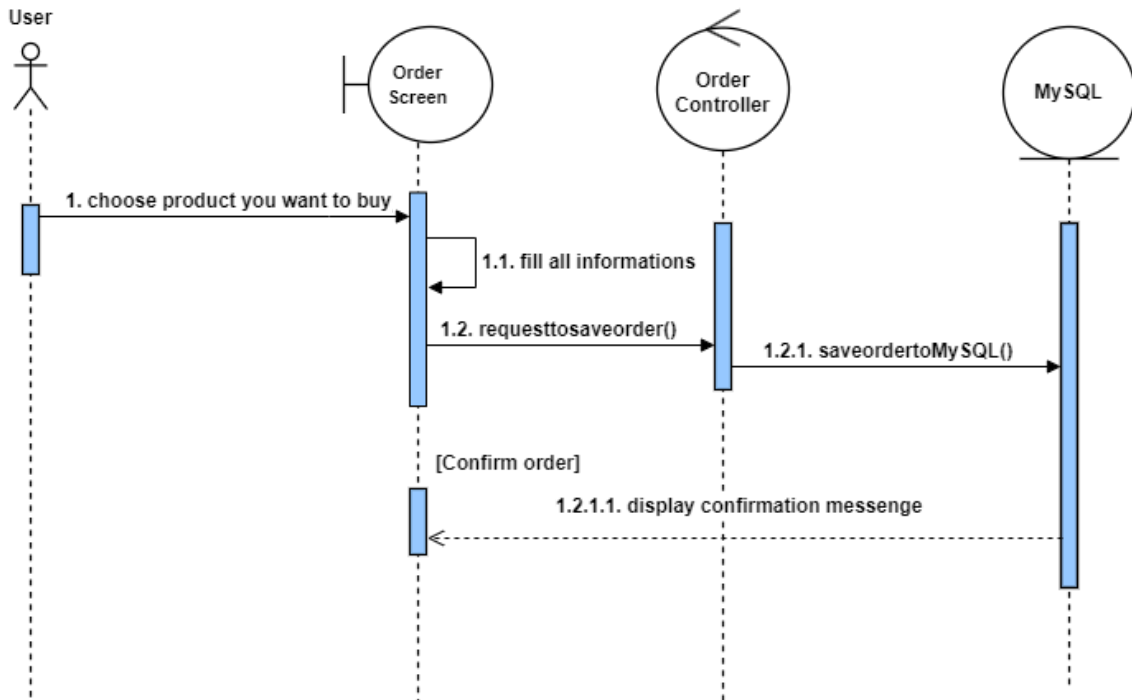 User
Order
Screen
Order
Controller
MySQL
1. choose product you want to buy
1.1. fill all informations
1.2. requesttosaveorder()
1.2.1. saveordertoMySQL()
[Confirm order]
1.2.1.1. display confirmation messenge